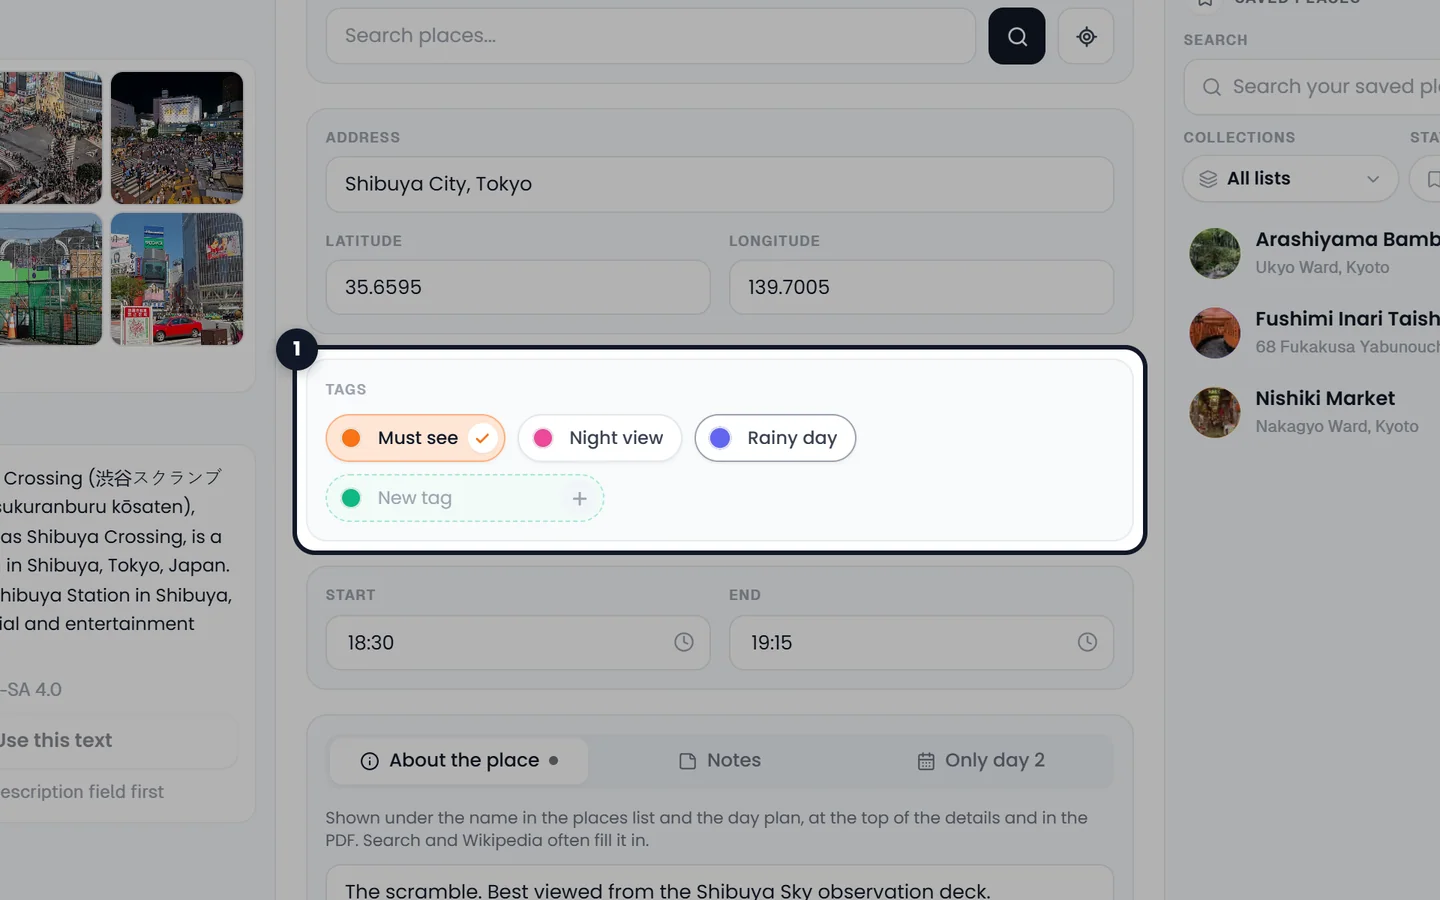 Crossing (渋谷スクランブ
sukuranburu kōsaten),
as Shibuya Crossing, is a
in Shibuya, Tokyo, Japan.
hibuya Station in Shibuya,
ial and entertainment
-SA 4.0
Use this text
escription field first
Search places...
ADDRESS
Shibuya City, Tokyo
LATITUDE
LONGITUDE
35.6595
139.7005
1
TAGS
Must see
Night view
Rainy day
New tag
START
END
18:30
19:15
About the place
Notes
Only day 2
Shown under the name in the places list and the day plan, at the top of the details and in the
PDF. Search and Wikipedia often fill it in.
The scramble. Best viewed from the Shibuya Sky observation deck.
SAVED PLACES
SEARCH
Search your saved pl
COLLECTIONS
STA
All lists
Arashiyama Bamb
Ukyo Ward, Kyoto
Fushimi Inari Taish
68 Fukakusa Yabunouch
Nishiki Market
Nakagyo Ward, Kyoto